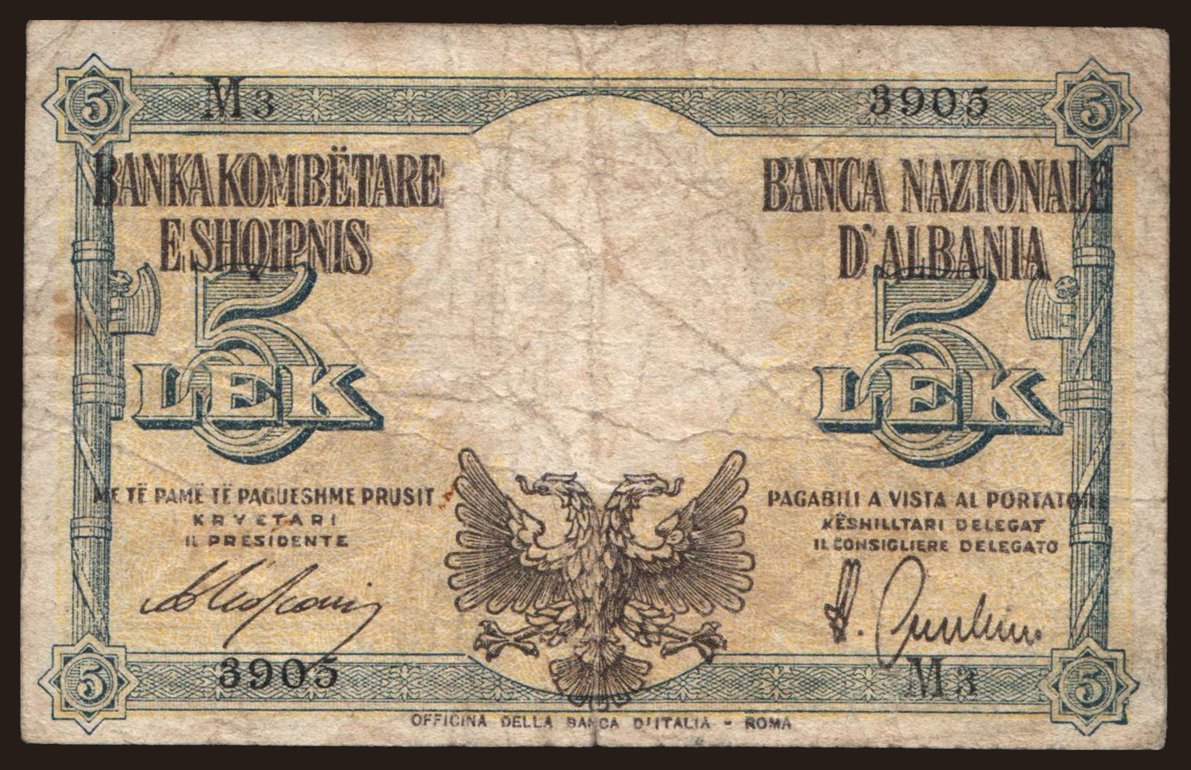 5 M3 3905 5
BANKA KOMBËTARE
E SHQIPNIS
BANCA NAZIONALE
D'ALBANIA
5
LEK
5
LEK
ME TË PAMË TË PAGUESHME PRUSIT
KRYETARI
IL PRESIDENTE
PAGABILI A VISTA AL PORTATORE
KËSHILLTARI DELEGAT
IL CONSIGLIERE DELEGATO
5 3905 M3 5
OFFICINA DELLA BANCA D'ITALIA - ROMA